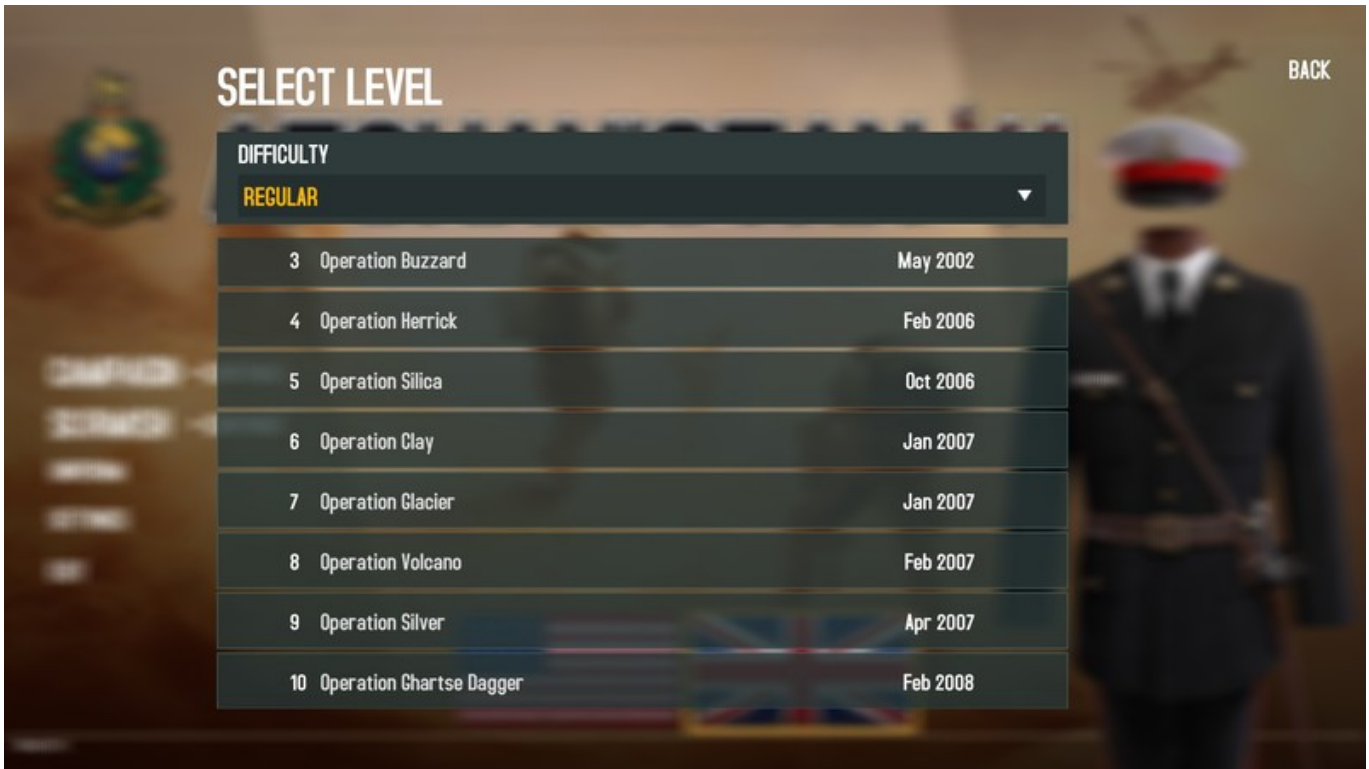 SELECT LEVEL
BACK
DIFFICULTY
REGULAR
3 Operation Buzzard May 2002
4 Operation Herrick Feb 2006
5 Operation Silica Oct 2006
6 Operation Clay Jan 2007
7 Operation Glacier Jan 2007
8 Operation Volcano Feb 2007
9 Operation Silver Apr 2007
10 Operation Ghartse Dagger Feb 2008